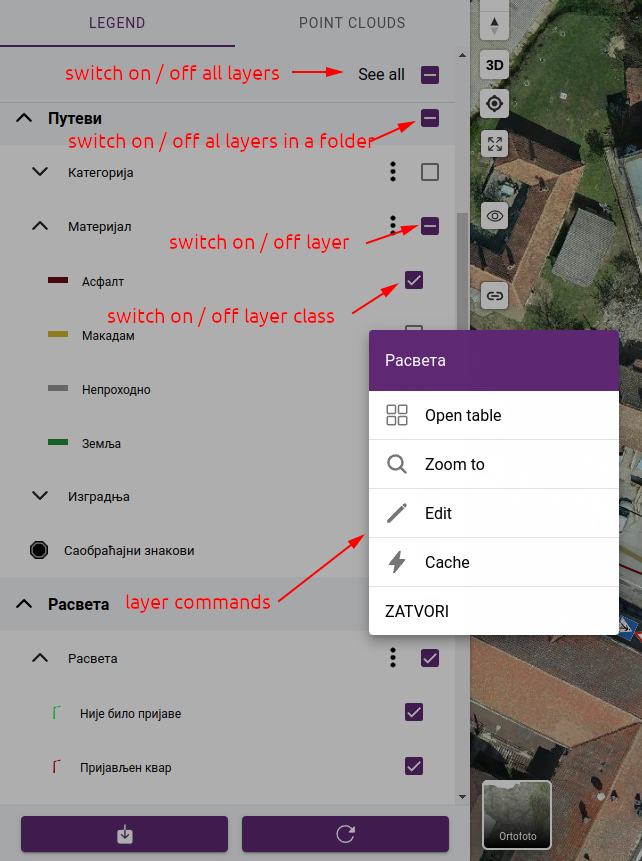 LEGEND
POINT CLOUDS
switch on / off all layers
See all
3D
Путеви
switch on / off al layers in a folder
Категорија
Материјал
switch on / off layer
Асфалт
switch on / off layer class
Макадам
Расвета
Непроходно
Open table
Земља
Zoom to
Изградња
Edit
Саобраћајни знакови
Cache
Расвета
layer commands
ZATVORI
Расвета
Није било пријаве
Пријављен квар
Ortofoto